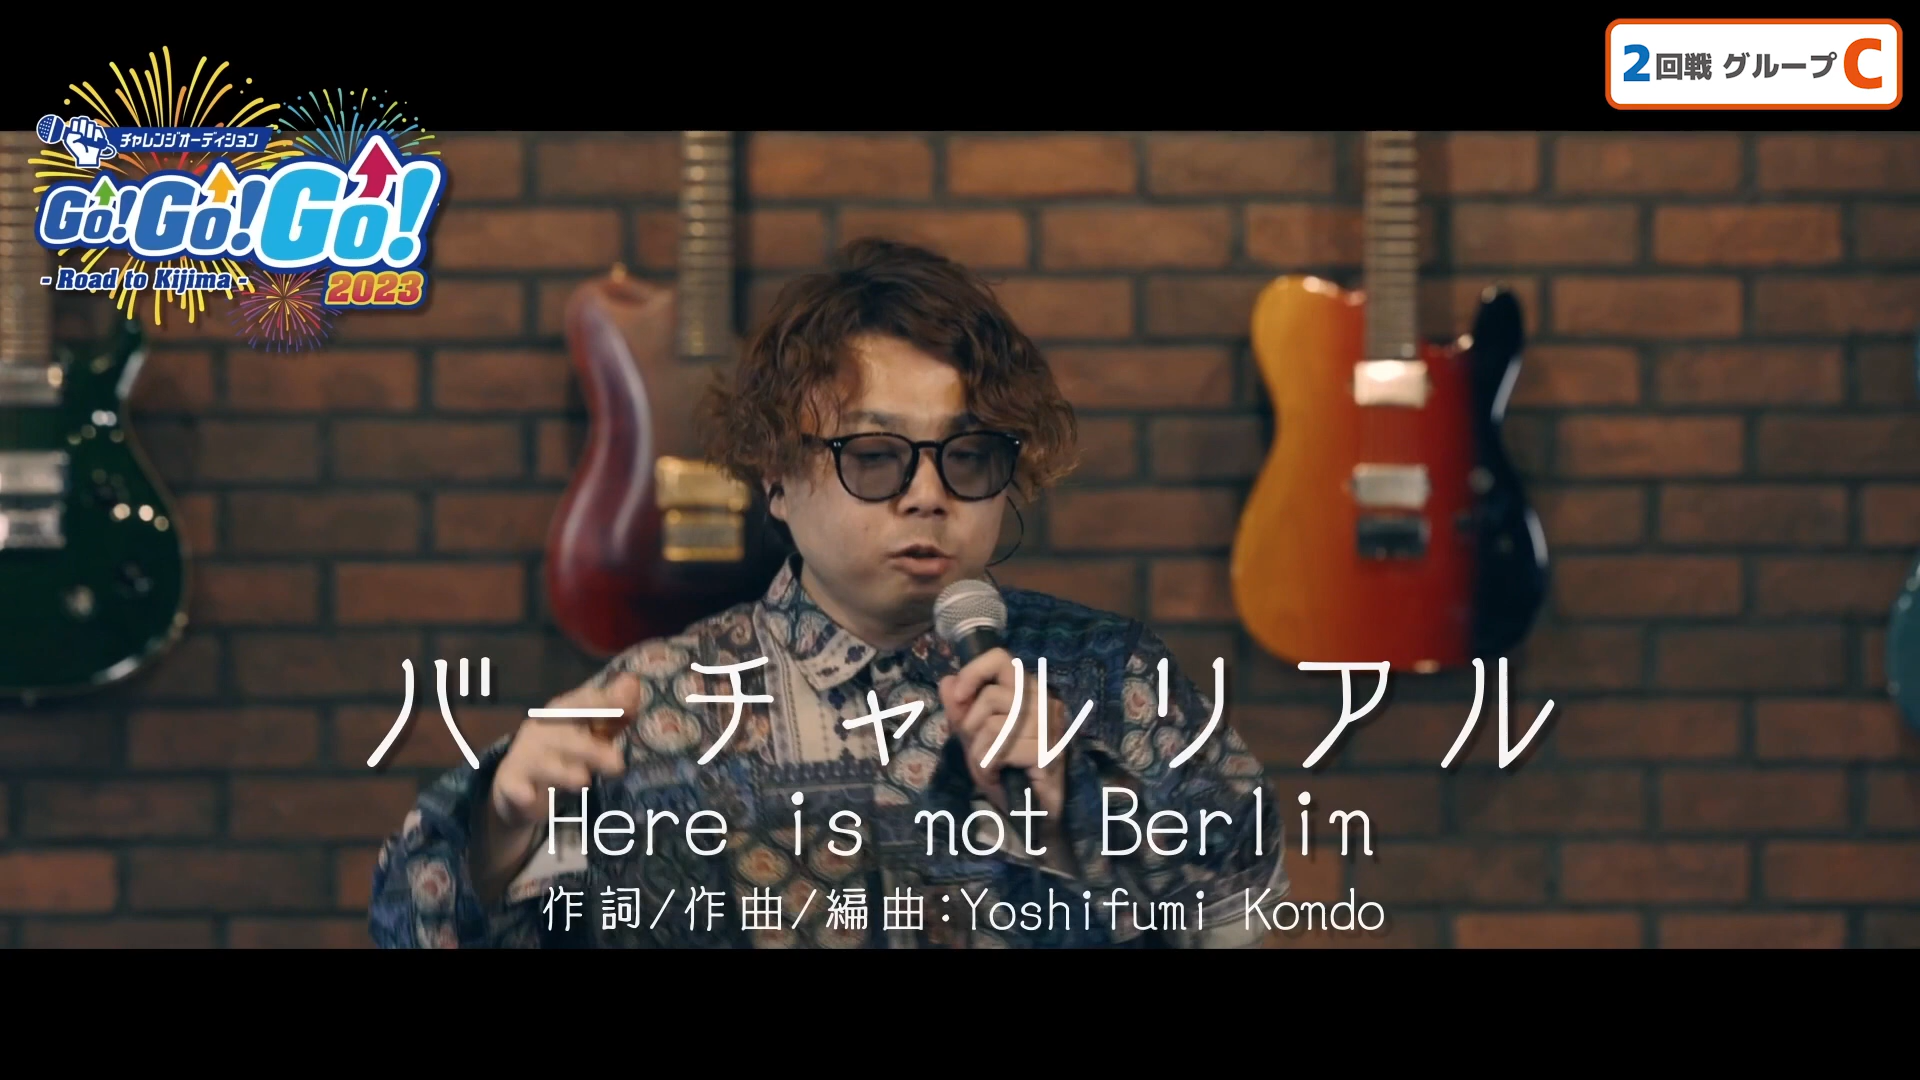 2回戦 グループC
チャレンジオーディション
Go!Go!Go!
- Road to Kijima -
2023
バーチャルリアル
Here is not Berlin
作詞/作曲/編曲:Yoshifumi Kondo